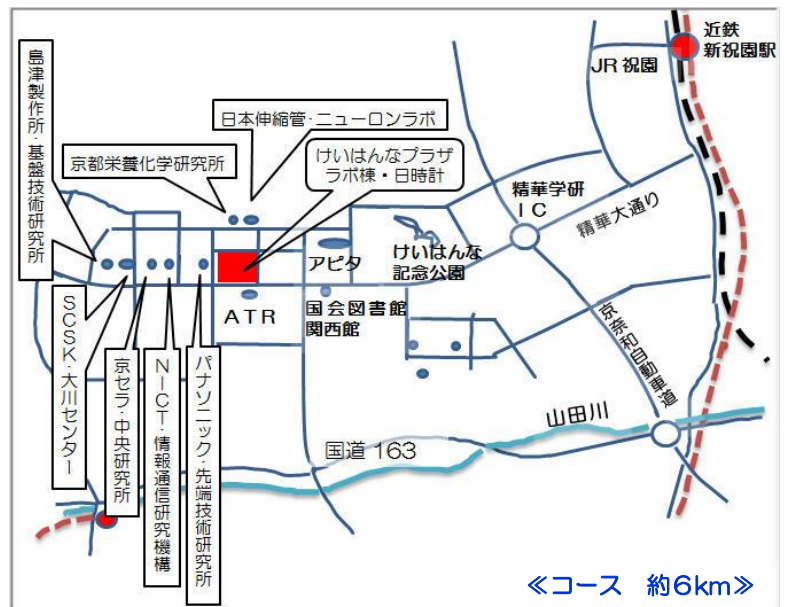 近鉄
新祝園駅
JR祝園
島津製作所・基盤技術研究所
日本伸縮管・ニューロンラボ
京都栄養化学研究所
けいはんなプラザ
ラボ棟・日時計
精華学研
IC
精華大通り
アピタ
けいはんな
記念公園
ATR
国会図書館
関西館
SCSK・大川センター
京セラ・中央研究所
NICT・情報通信研究機構
パナソニック・先端技術研究所
京奈和自動車道
山田川
国道163
≪コース 約6km≫